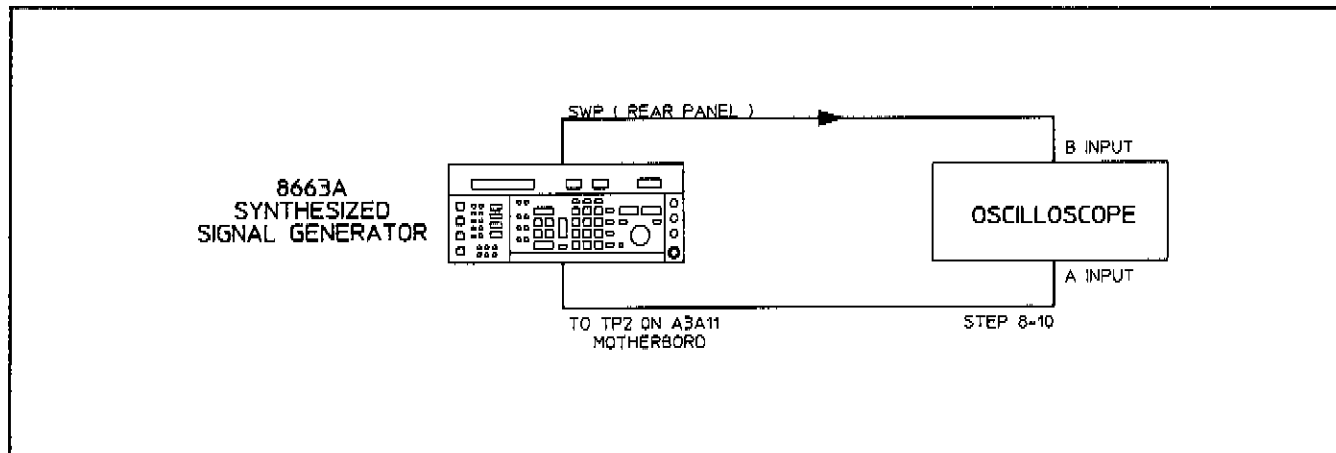 SWP ( REAR PANEL )
B INPUT
8663A
SYNTHESIZED
SIGNAL GENERATOR
OSCILLOSCOPE
A INPUT
TO TP2 ON A3A11
MOTHERBORD
STEP 8-10